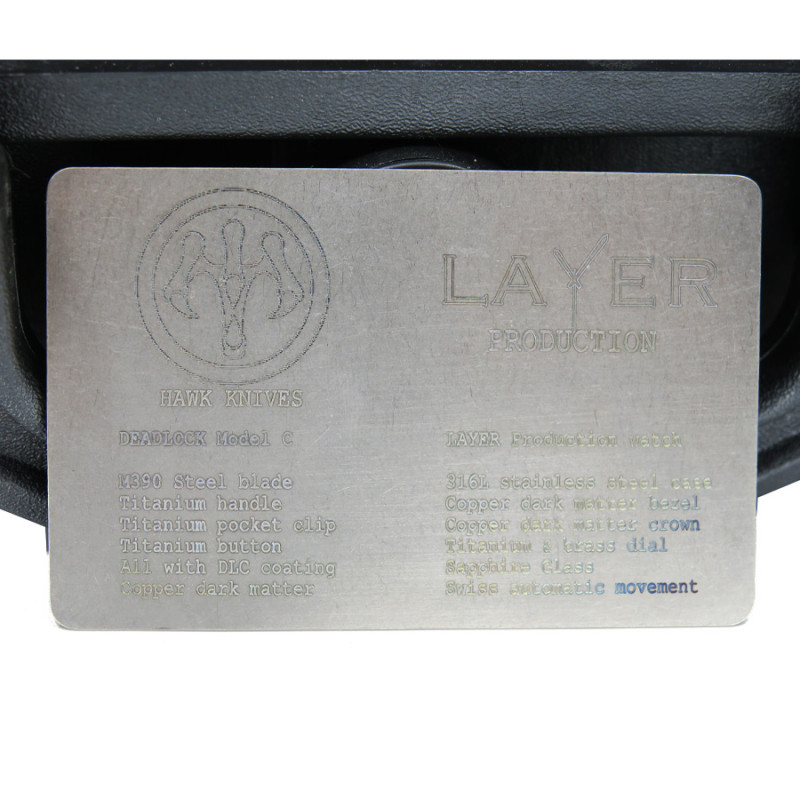 HAWK KNIVES
DEADLOCK Model C
M390 Steel blade
Titanium handle
Titanium pocket clip
Titanium button
All with DLC coating
Copper dark matter
LAYER
PRODUCTION
LAYER Production watch
316L stainless steel case
Copper dark matter bezel
Copper dark matter crown
Titanium & brass dial
Sapphire Glass
Swiss automatic movement